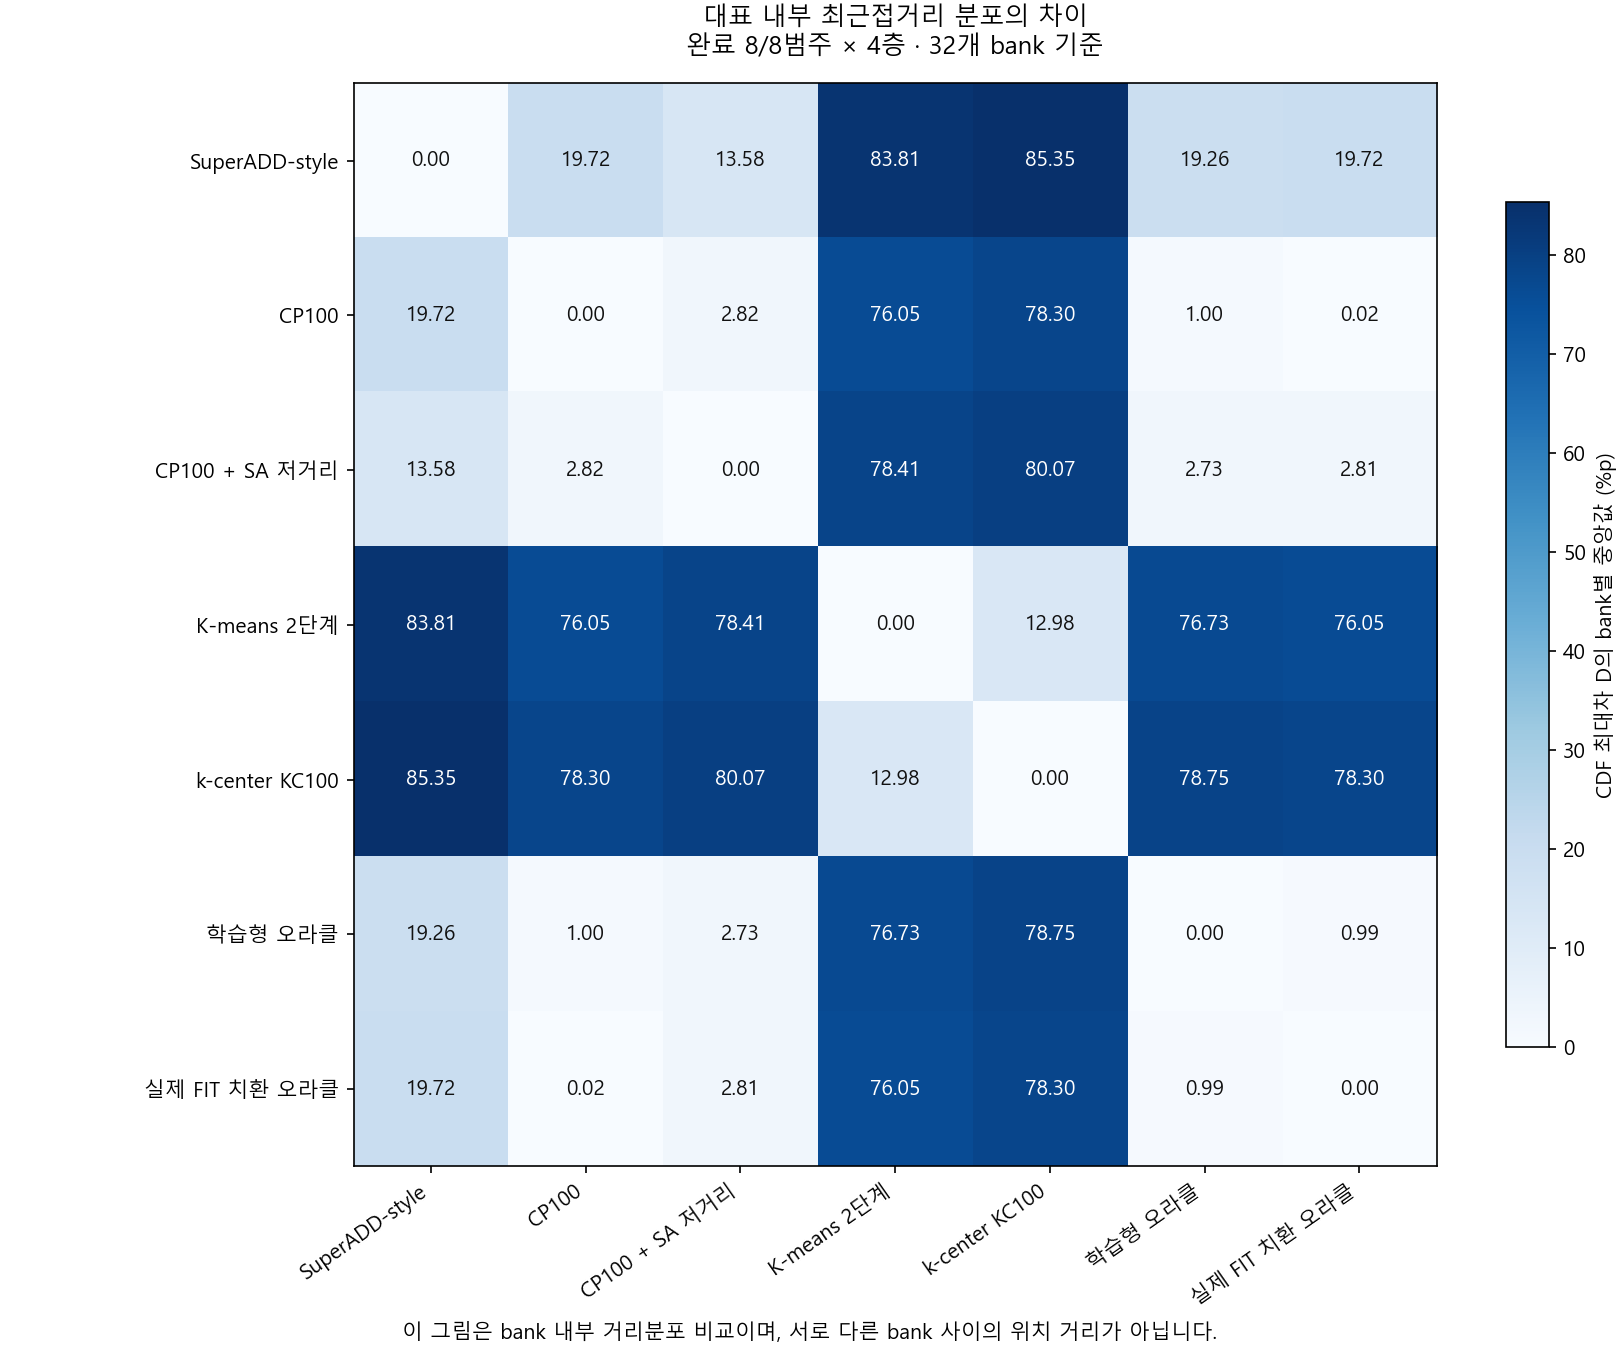 대표 내부 최근접거리 분포의 차이
완료 8/8범주 × 4층 · 32개 bank 기준
SuperADD-style 0.00 19.72 13.58 83.81 85.35 19.26 19.72
CP100 19.72 0.00 2.82 76.05 78.30 1.00 0.02
CP100 + SA 저거리 13.58 2.82 0.00 78.41 80.07 2.73 2.81
K-means 2단계 83.81 76.05 78.41 0.00 12.98 76.73 76.05
k-center KC100 85.35 78.30 80.07 12.98 0.00 78.75 78.30
학습형 오라클 19.26 1.00 2.73 76.73 78.75 0.00 0.99
실제 FIT 치환 오라클 19.72 0.02 2.81 76.05 78.30 0.99 0.00
SuperADD-style
CP100
CP100 + SA 저거리
K-means 2단계
k-center KC100
학습형 오라클
실제 FIT 치환 오라클
80
70
60
50
40
30
20
10
0
CDF 최대차 D의 bank별 중앙값 (%p)
이 그림은 bank 내부 거리분포 비교이며, 서로 다른 bank 사이의 위치 거리가 아닙니다.